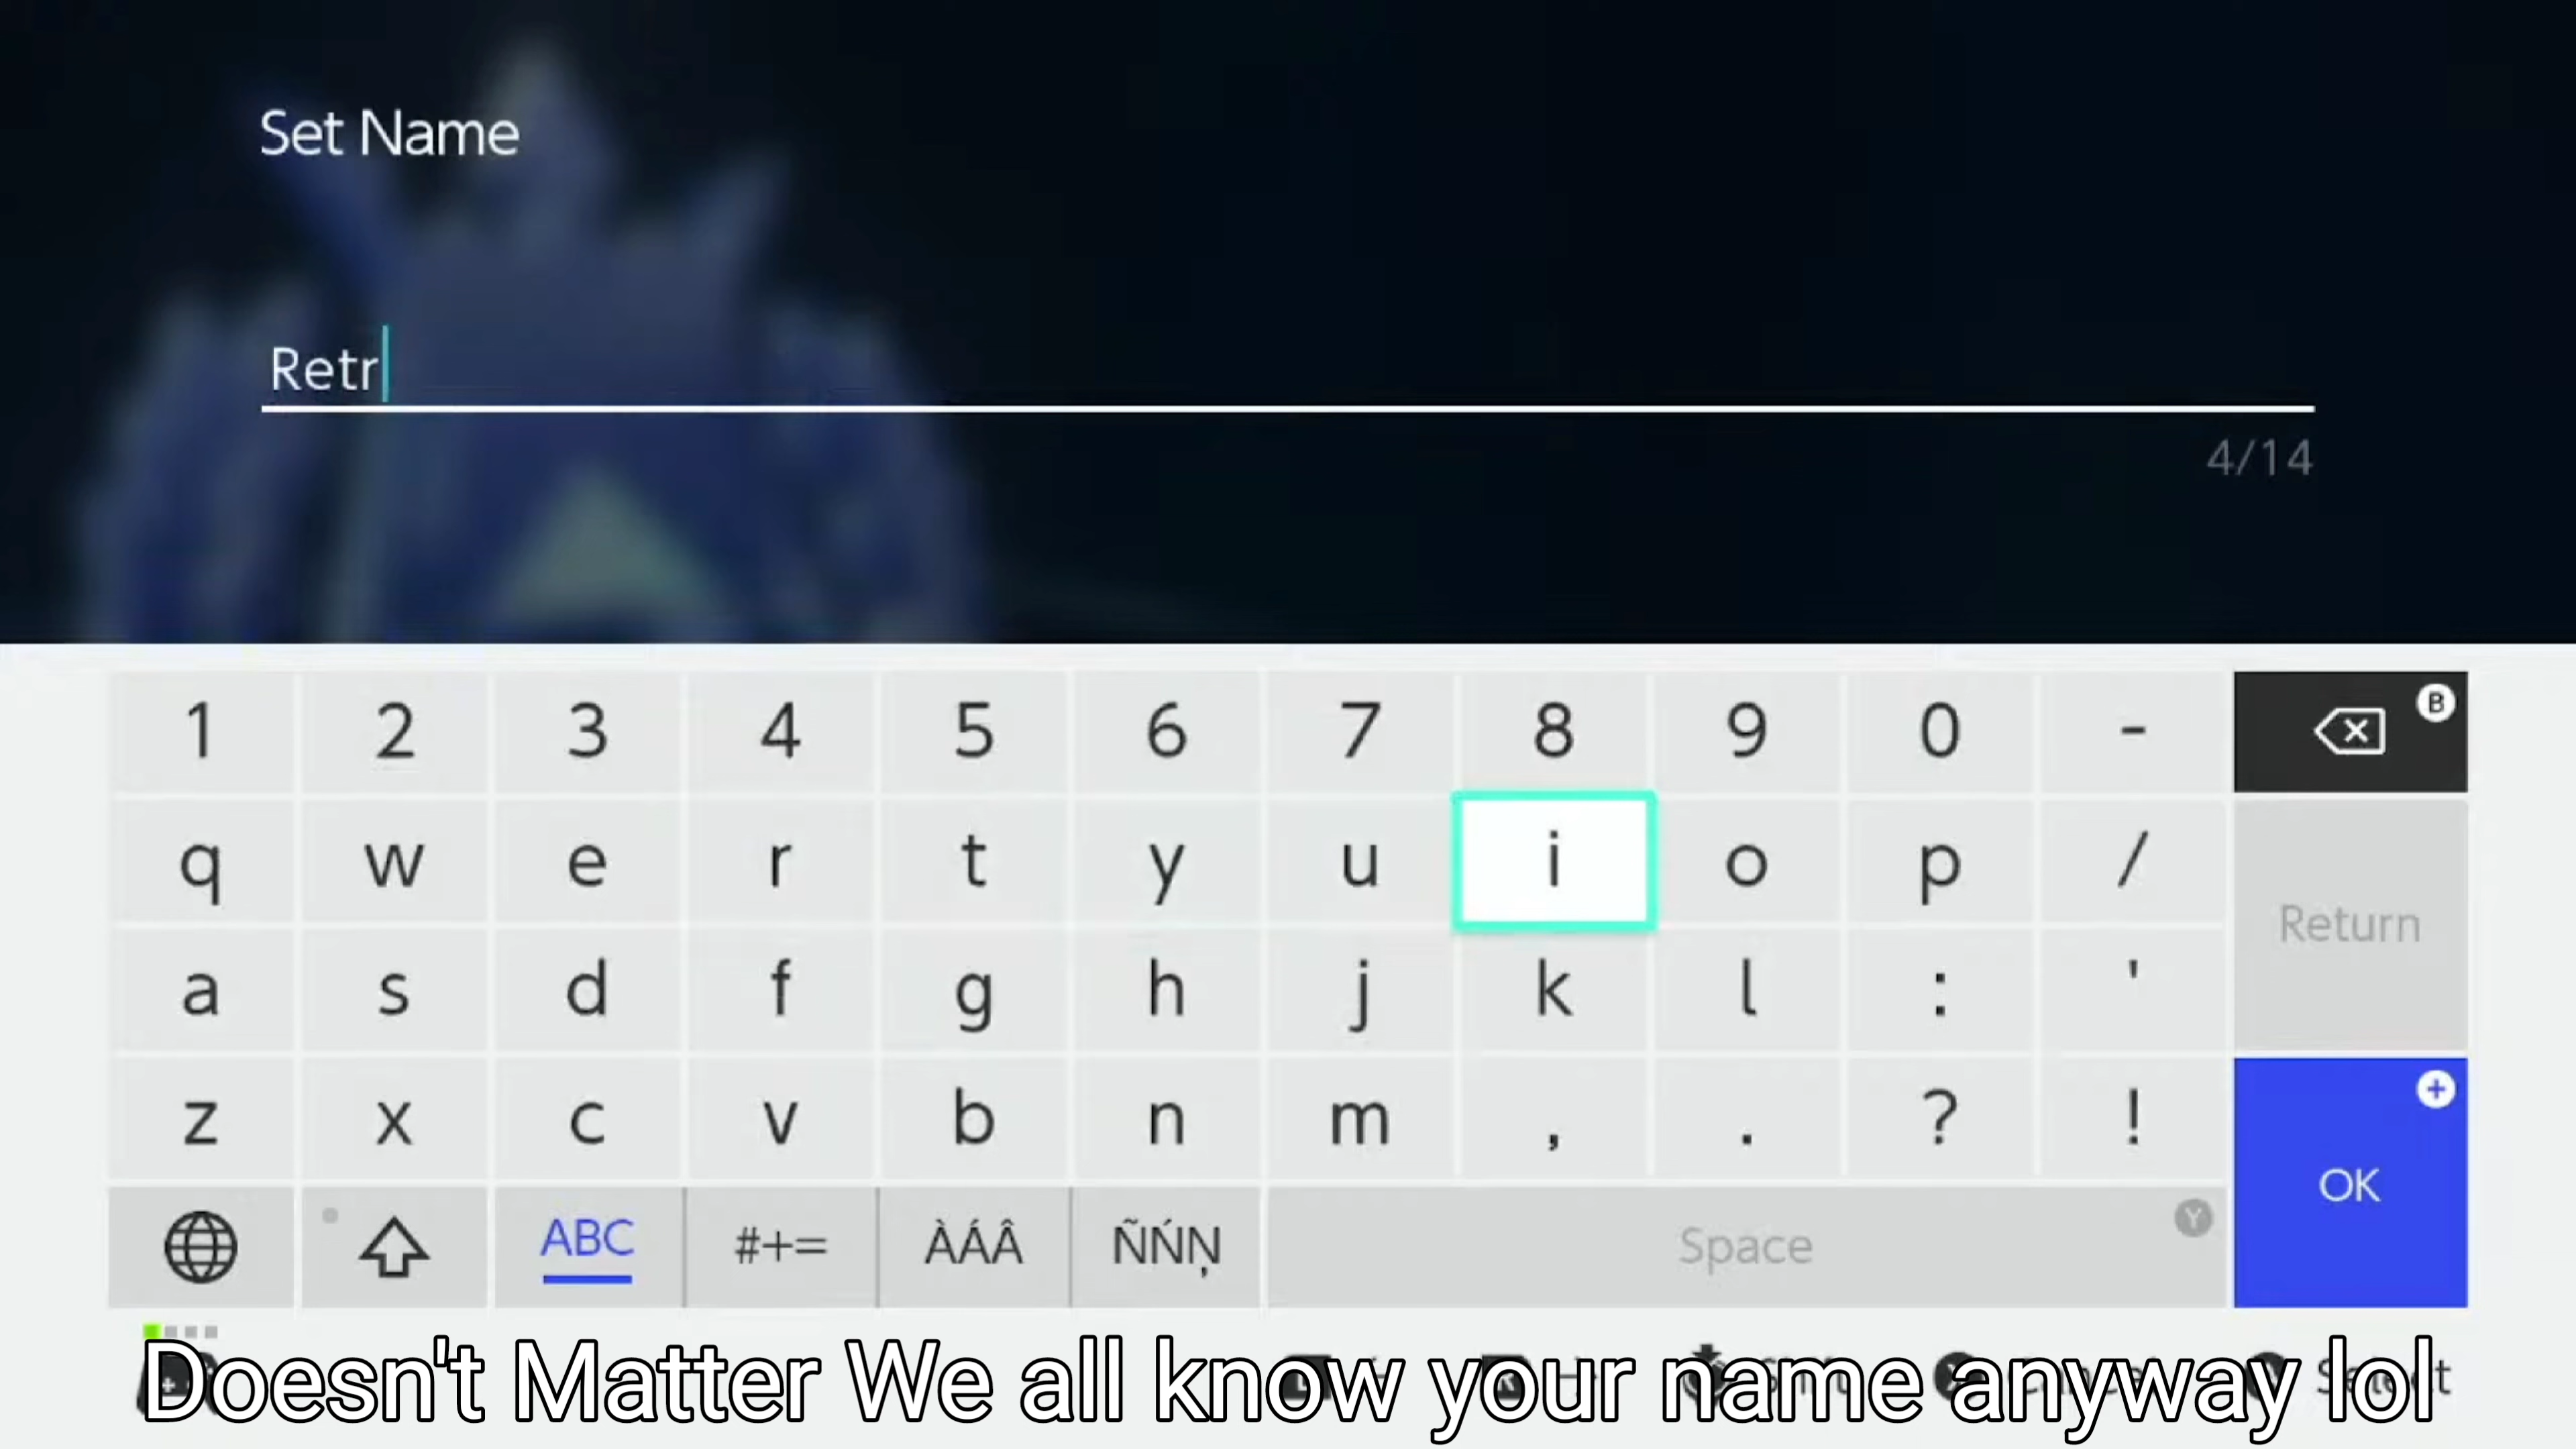 Set Name
Retr
4/14
1 2 3 4 5 6 7 8 9 0 - B
q w e r t y u i o p /
Return
a s d f g h j k l : '
z x c v b n m , . ? ! +
OK
ABC #+= ÀÁÂ ÑŃŅ Space Y
Doesn't Matter We all know your name anyway lol